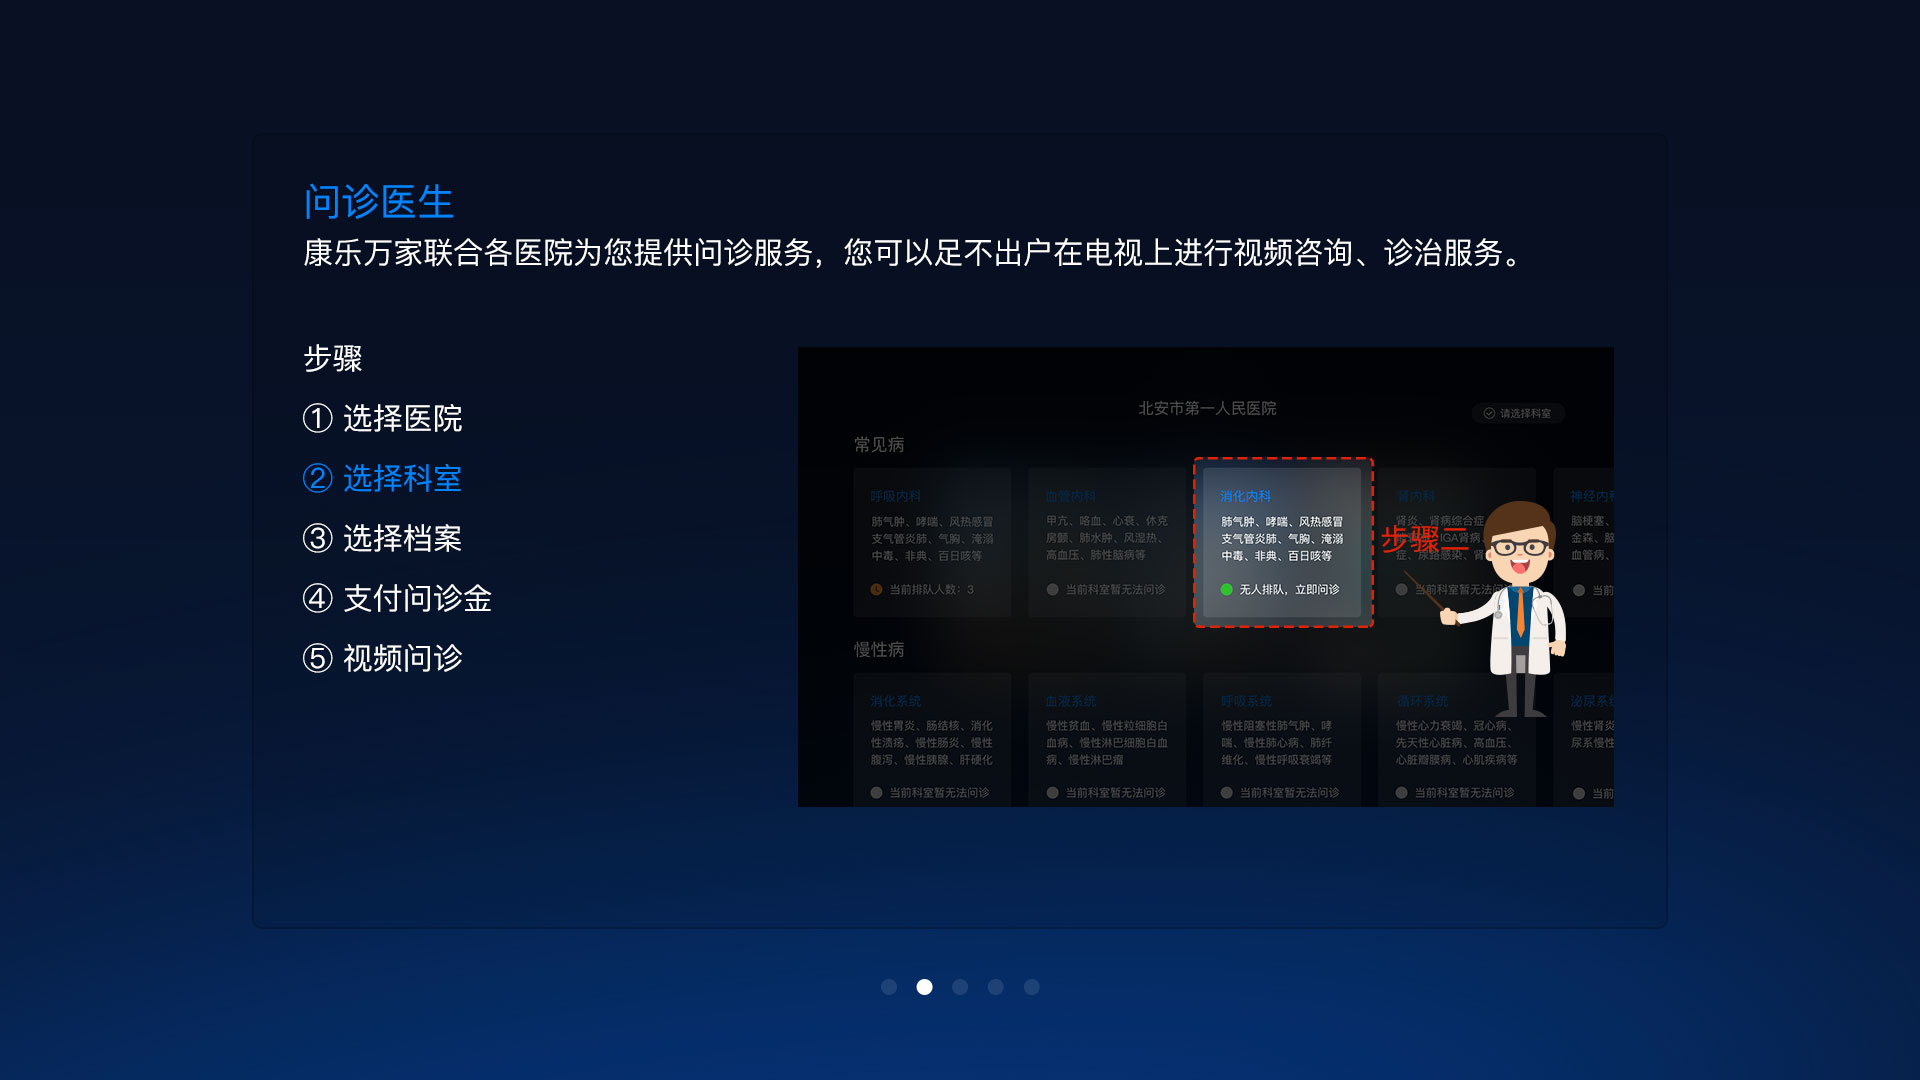 问诊医生
康乐万家联合各医院为您提供问诊服务，您可以足不出户在电视上进行视频咨询、诊治服务。
步骤
① 选择医院
② 选择科室
③ 选择档案
④ 支付问诊金
⑤ 视频问诊
北安市第一人民医院
请选择科室
常见病
呼吸内科
肺气肿、哮喘、风热感冒
支气管炎肺、气胸、淹溺
中毒、非典、百日咳等
当前排队人数：3
血管内科
甲亢、咯血、心衰、休克
房颤、肺水肿、风湿热、
高血压、肺性脑病等
当前科室暂无法问诊
消化内科
肺气肿、哮喘、风热感冒
支气管炎肺、气胸、淹溺
中毒、非典、百日咳等
无人排队，立即问诊
步骤二
肾内科
肾炎、肾病综合症
IGA肾病
症、尿路感染、肾
当前科室暂无法问
神经内科
脑梗塞、
金森、脑
血管病、
当前
慢性病
消化系统
慢性胃炎、肠结核、消化
性溃疡、慢性肠炎、慢性
腹泻、慢性胰腺、肝硬化
当前科室暂无法问诊
血液系统
慢性贫血、慢性粒细胞白
血病、慢性淋巴细胞白血
病、慢性淋巴瘤
当前科室暂无法问诊
呼吸系统
慢性阻塞性肺气肿、哮
喘、慢性肺心病、肺纤
维化、慢性呼吸衰竭等
当前科室暂无法问诊
循环系统
慢性心力衰竭、冠心病、
先天性心脏病、高血压、
心脏瓣膜病、心肌疾病等
当前科室暂无法问诊
泌尿系统
慢性肾炎
尿系慢性
当前